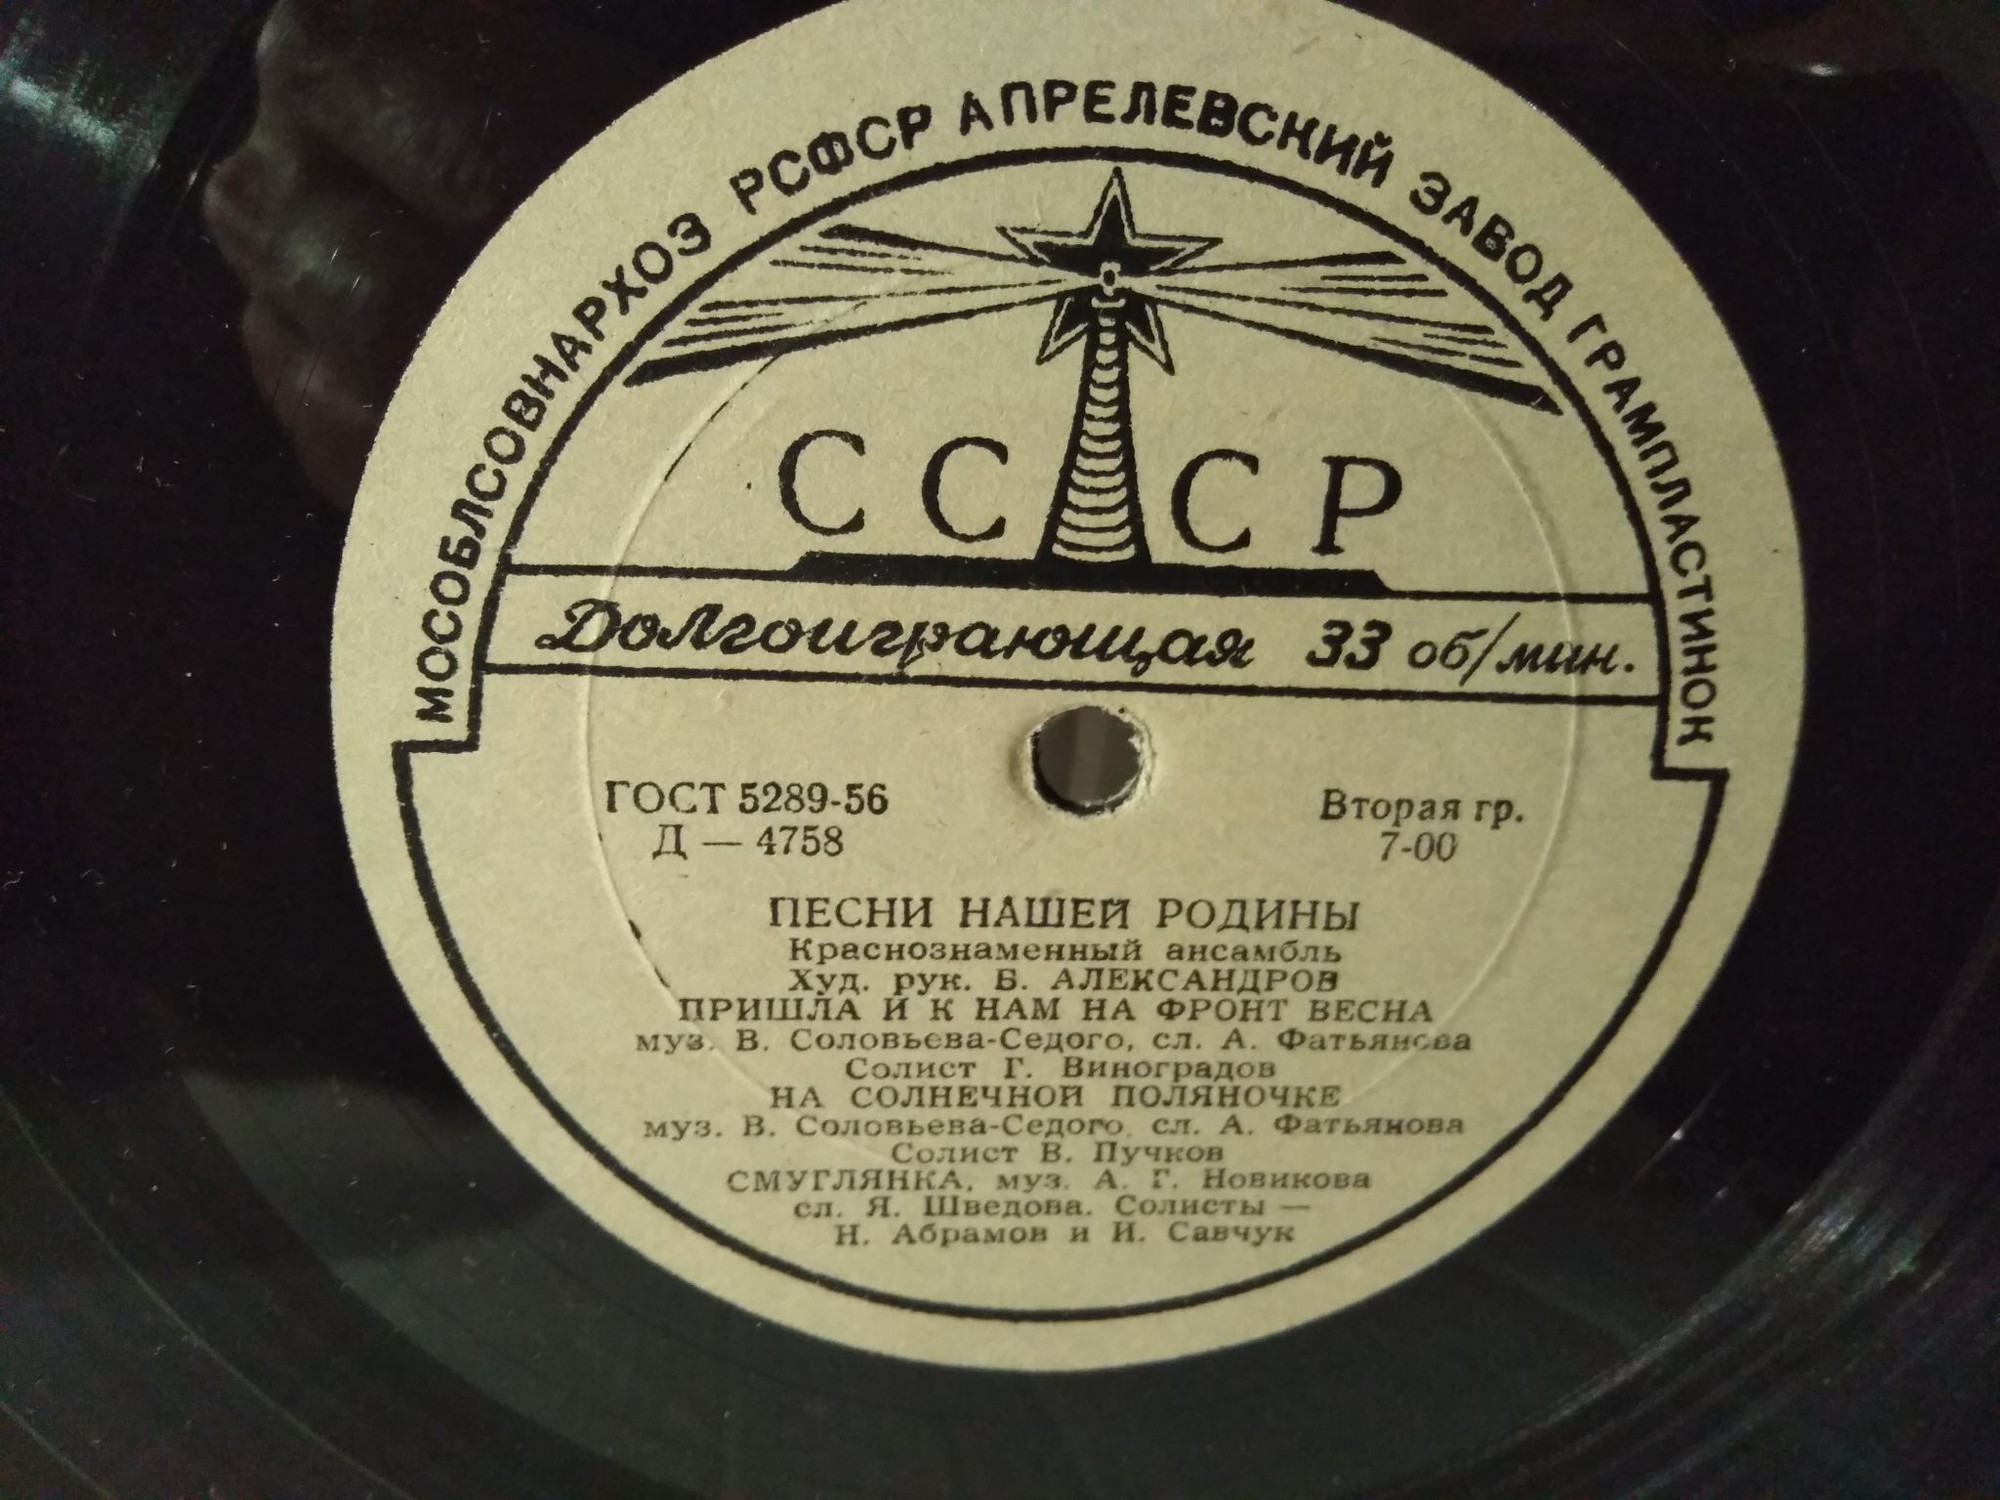 МОСОБЛСОВНАРХОЗ РСФСР АПРЕЛЕВСКИЙ ЗАВОД ГРАМПЛАСТИНОК
СССР
Долгоиграющая 33 об/мин.
ГОСТ 5289-56 Вторая гр.
Д — 4758 7-00
ПЕСНИ НАШЕЙ РОДИНЫ
Краснознаменный ансамбль
Худ. рук. Б. АЛЕКСАНДРОВ
ПРИШЛА И К НАМ НА ФРОНТ ВЕСНА
муз. В. Соловьева-Седого, сл. А. Фатьянова
Солист Г. Виноградов
НА СОЛНЕЧНОЙ ПОЛЯНОЧКЕ
муз. В. Соловьева-Седого, сл. А. Фатьянова
Солист В. Пучков
СМУГЛЯНКА, муз. А. Г. Новикова
сл. Я. Шведова. Солисты —
Н. Абрамов и И. Савчук